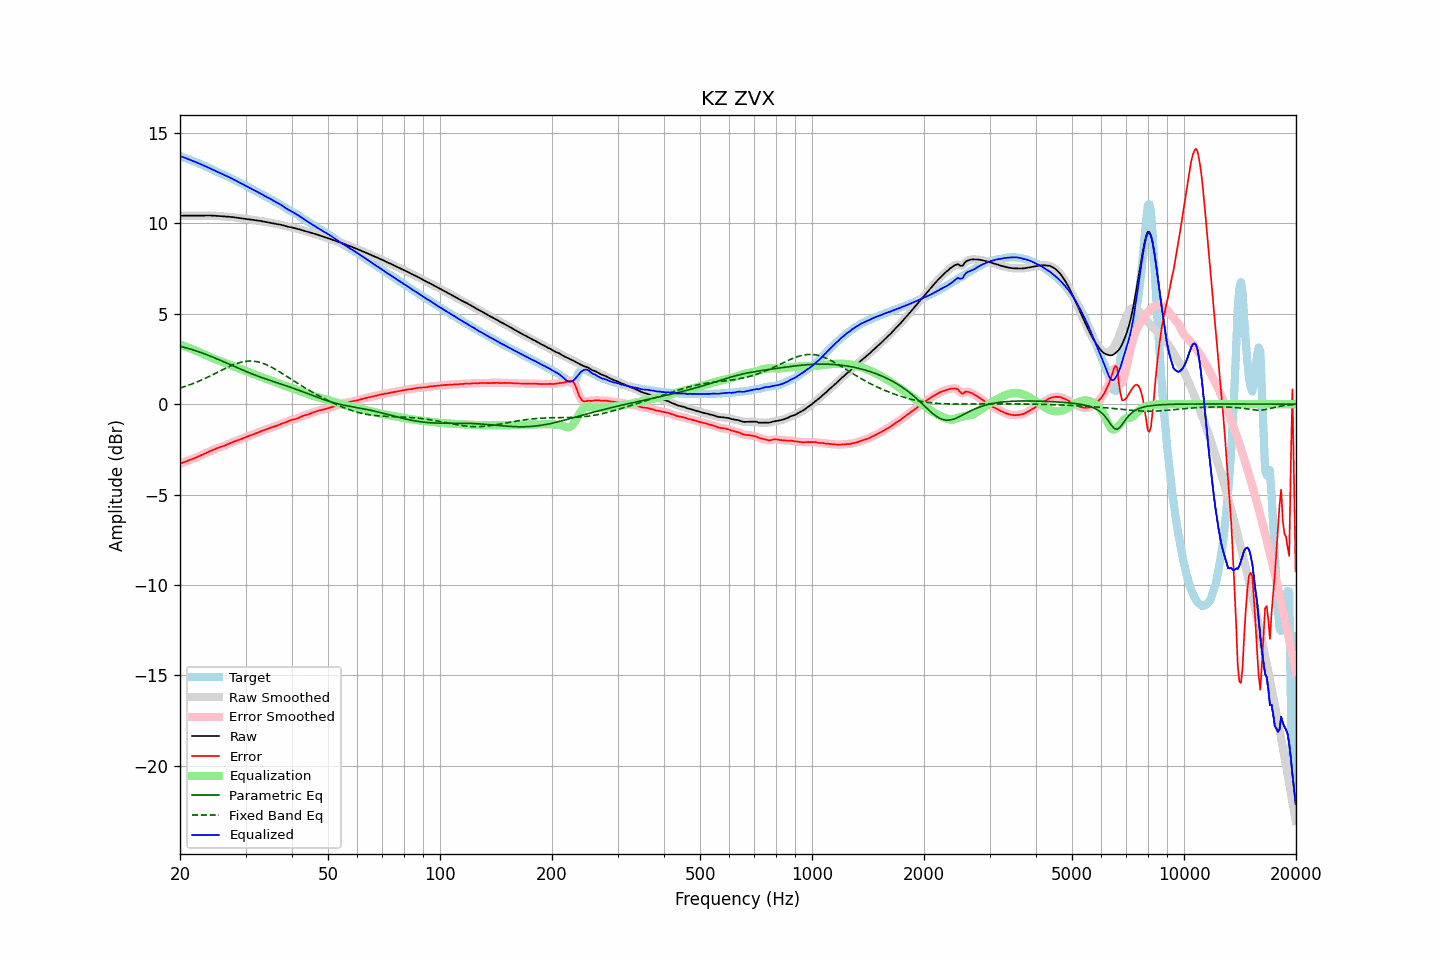 KZ ZVX
15
10
5
0
−5
−10
−15
−20
Amplitude (dBr)
Target
Raw Smoothed
Error Smoothed
Raw
Error
Equalization
Parametric Eq
Fixed Band Eq
Equalized
20 50 100 200 500 1000 2000 5000 10000 20000
Frequency (Hz)